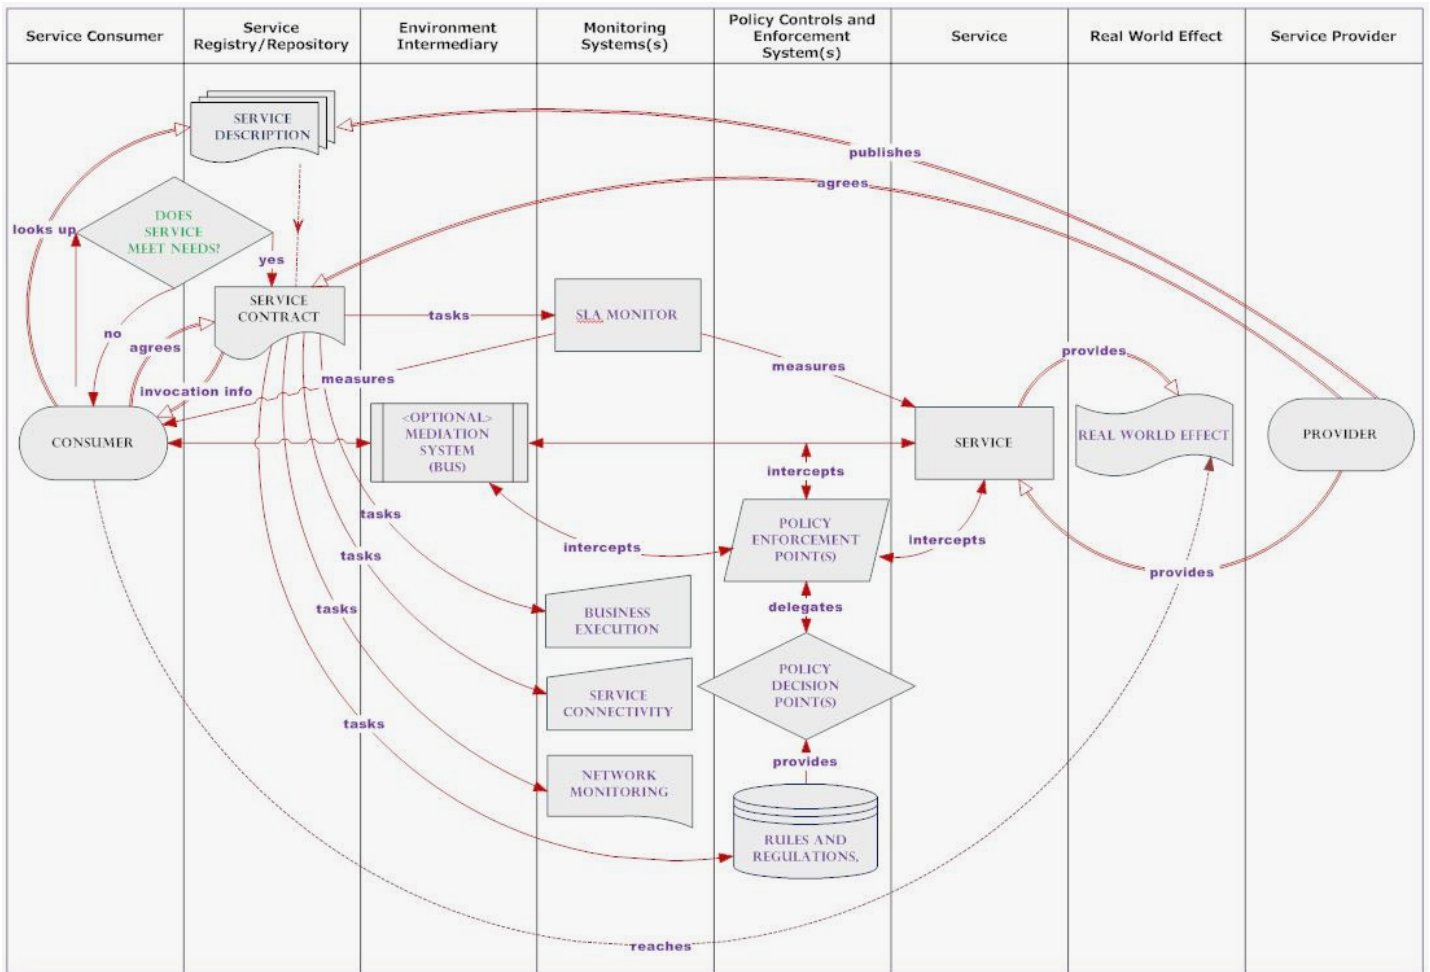 Service Consumer
Service
Registry/Repository
Environment
Intermediary
Monitoring
Systems(s)
Policy Controls and
Enforcement
System(s)
Service
Real World Effect
Service Provider
SERVICE
DESCRIPTION
publishes
agrees
looks up
DOES
SERVICE
MEET NEEDS?
yes
SERVICE
CONTRACT
tasks
SLA MONITOR
no
agrees
provides
measures
measures
invocation info
CONSUMER
<OPTIONAL>
MEDIATION
SYSTEM
(BUS)
SERVICE
REAL WORLD EFFECT
PROVIDER
intercepts
tasks
POLICY
ENFORCEMENT
POINT(S)
intercepts
intercepts
tasks
provides
BUSINESS
EXECUTION
tasks
delegates
POLICY
DECISION
POINT(S)
SERVICE
CONNECTIVITY
tasks
provides
NETWORK
MONITORING
RULES AND
REGULATIONS,
reaches